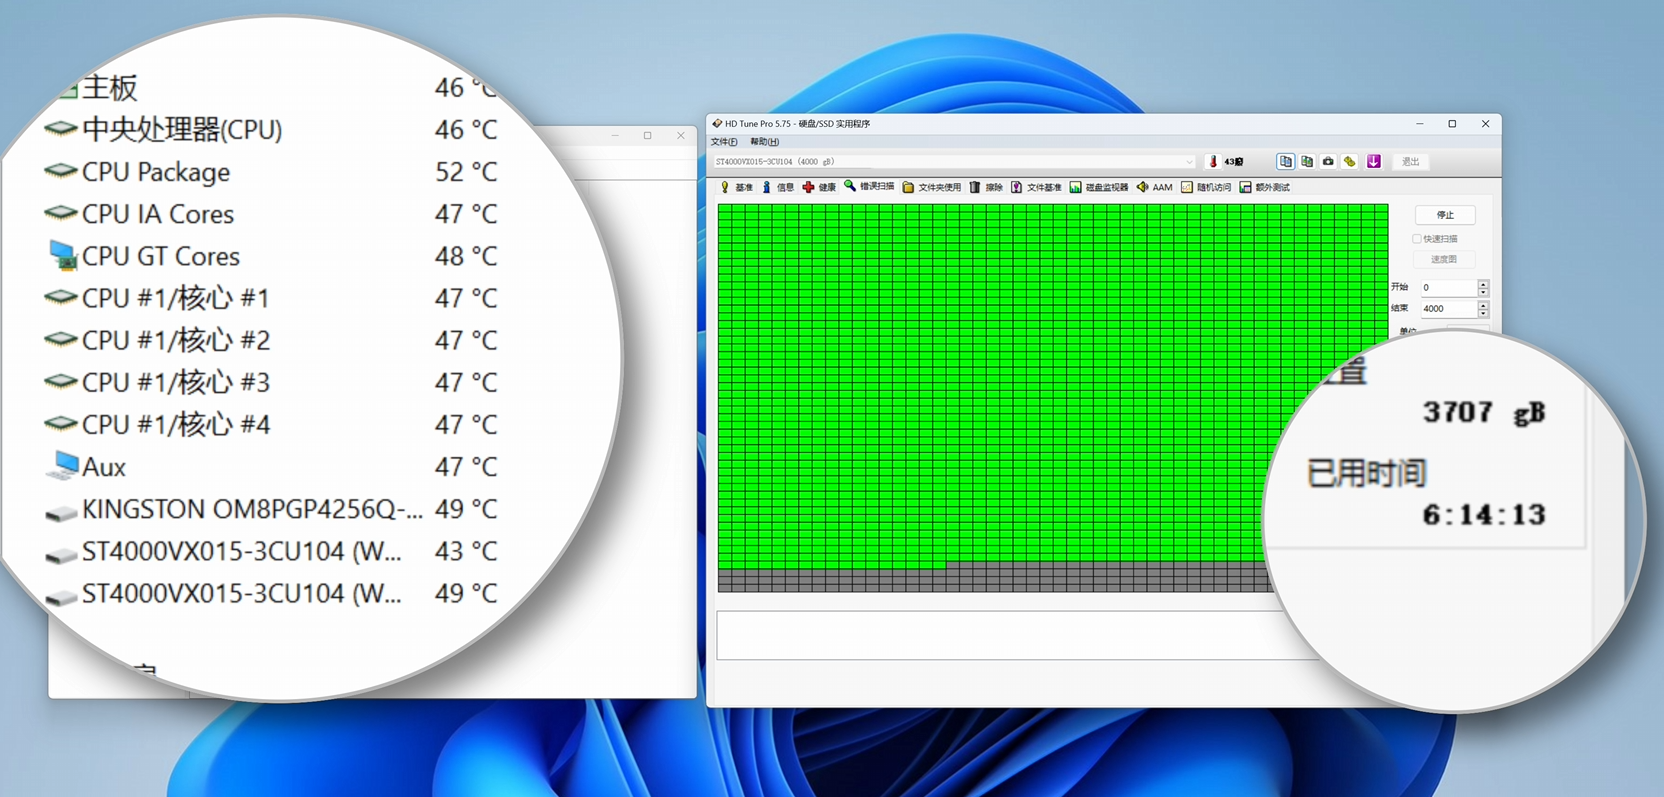 主板 46 °C
中央处理器(CPU) 46 °C
CPU Package 52 °C
CPU IA Cores 47 °C
CPU GT Cores 48 °C
CPU #1/核心 #1 47 °C
CPU #1/核心 #2 47 °C
CPU #1/核心 #3 47 °C
CPU #1/核心 #4 47 °C
Aux 47 °C
KINGSTON OM8PGP4256Q-... 49 °C
ST4000VX015-3CU104 (W... 43 °C
ST4000VX015-3CU104 (W... 49 °C
HD Tune Pro 5.75 - 硬盘/SSD 实用程序
文件(F) 帮助(H)
ST4000VX015-3CU104 (4000 gB) 退出
基准 信息 健康 错误扫描 文件夹使用 擦除 文件基准 磁盘监视器 AAM 随机访问 额外测试
停止
快速扫描
速度图
开始 0
结束 4000
3707 gB
已用时间
6:14:13